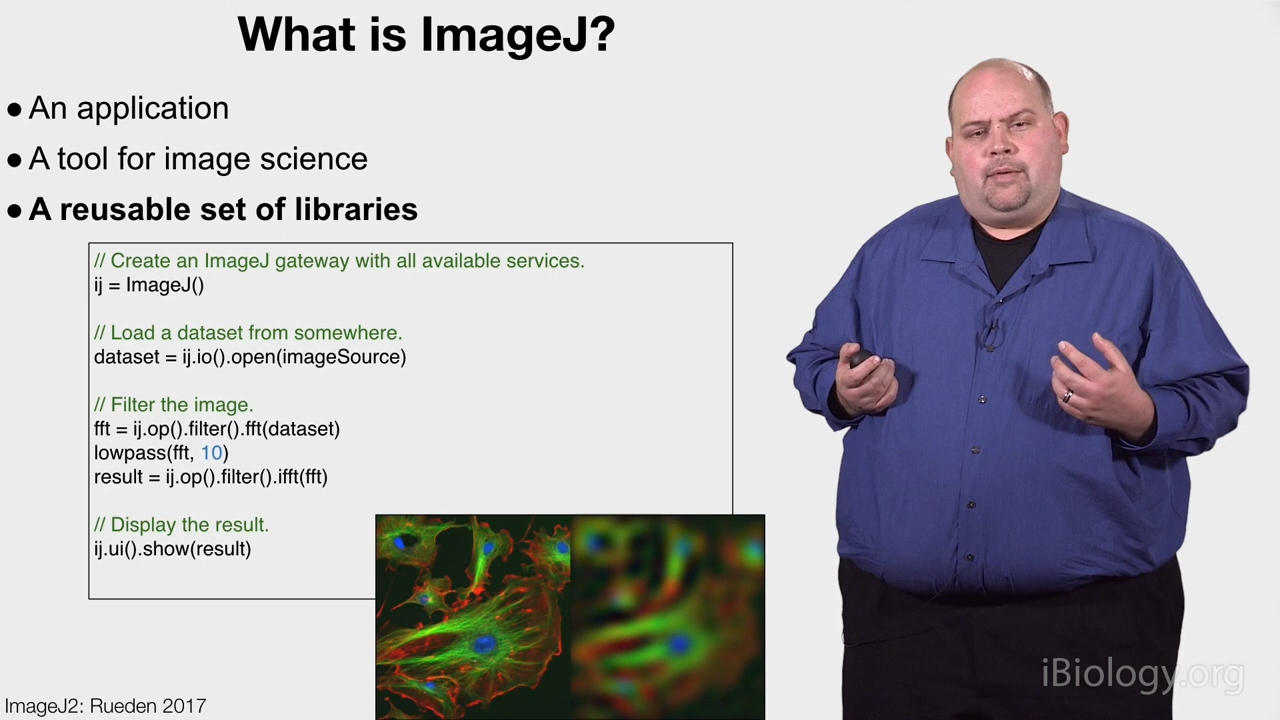 What is ImageJ?
● An application
● A tool for image science
● A reusable set of libraries
// Create an ImageJ gateway with all available services.
ij = ImageJ()
// Load a dataset from somewhere.
dataset = ij.io().open(imageSource)
// Filter the image.
fft = ij.op().filter().fft(dataset)
lowpass(fft, 10)
result = ij.op().filter().ifft(fft)
// Display the result.
ij.ui().show(result)
ImageJ2: Rueden 2017
iBiology.org